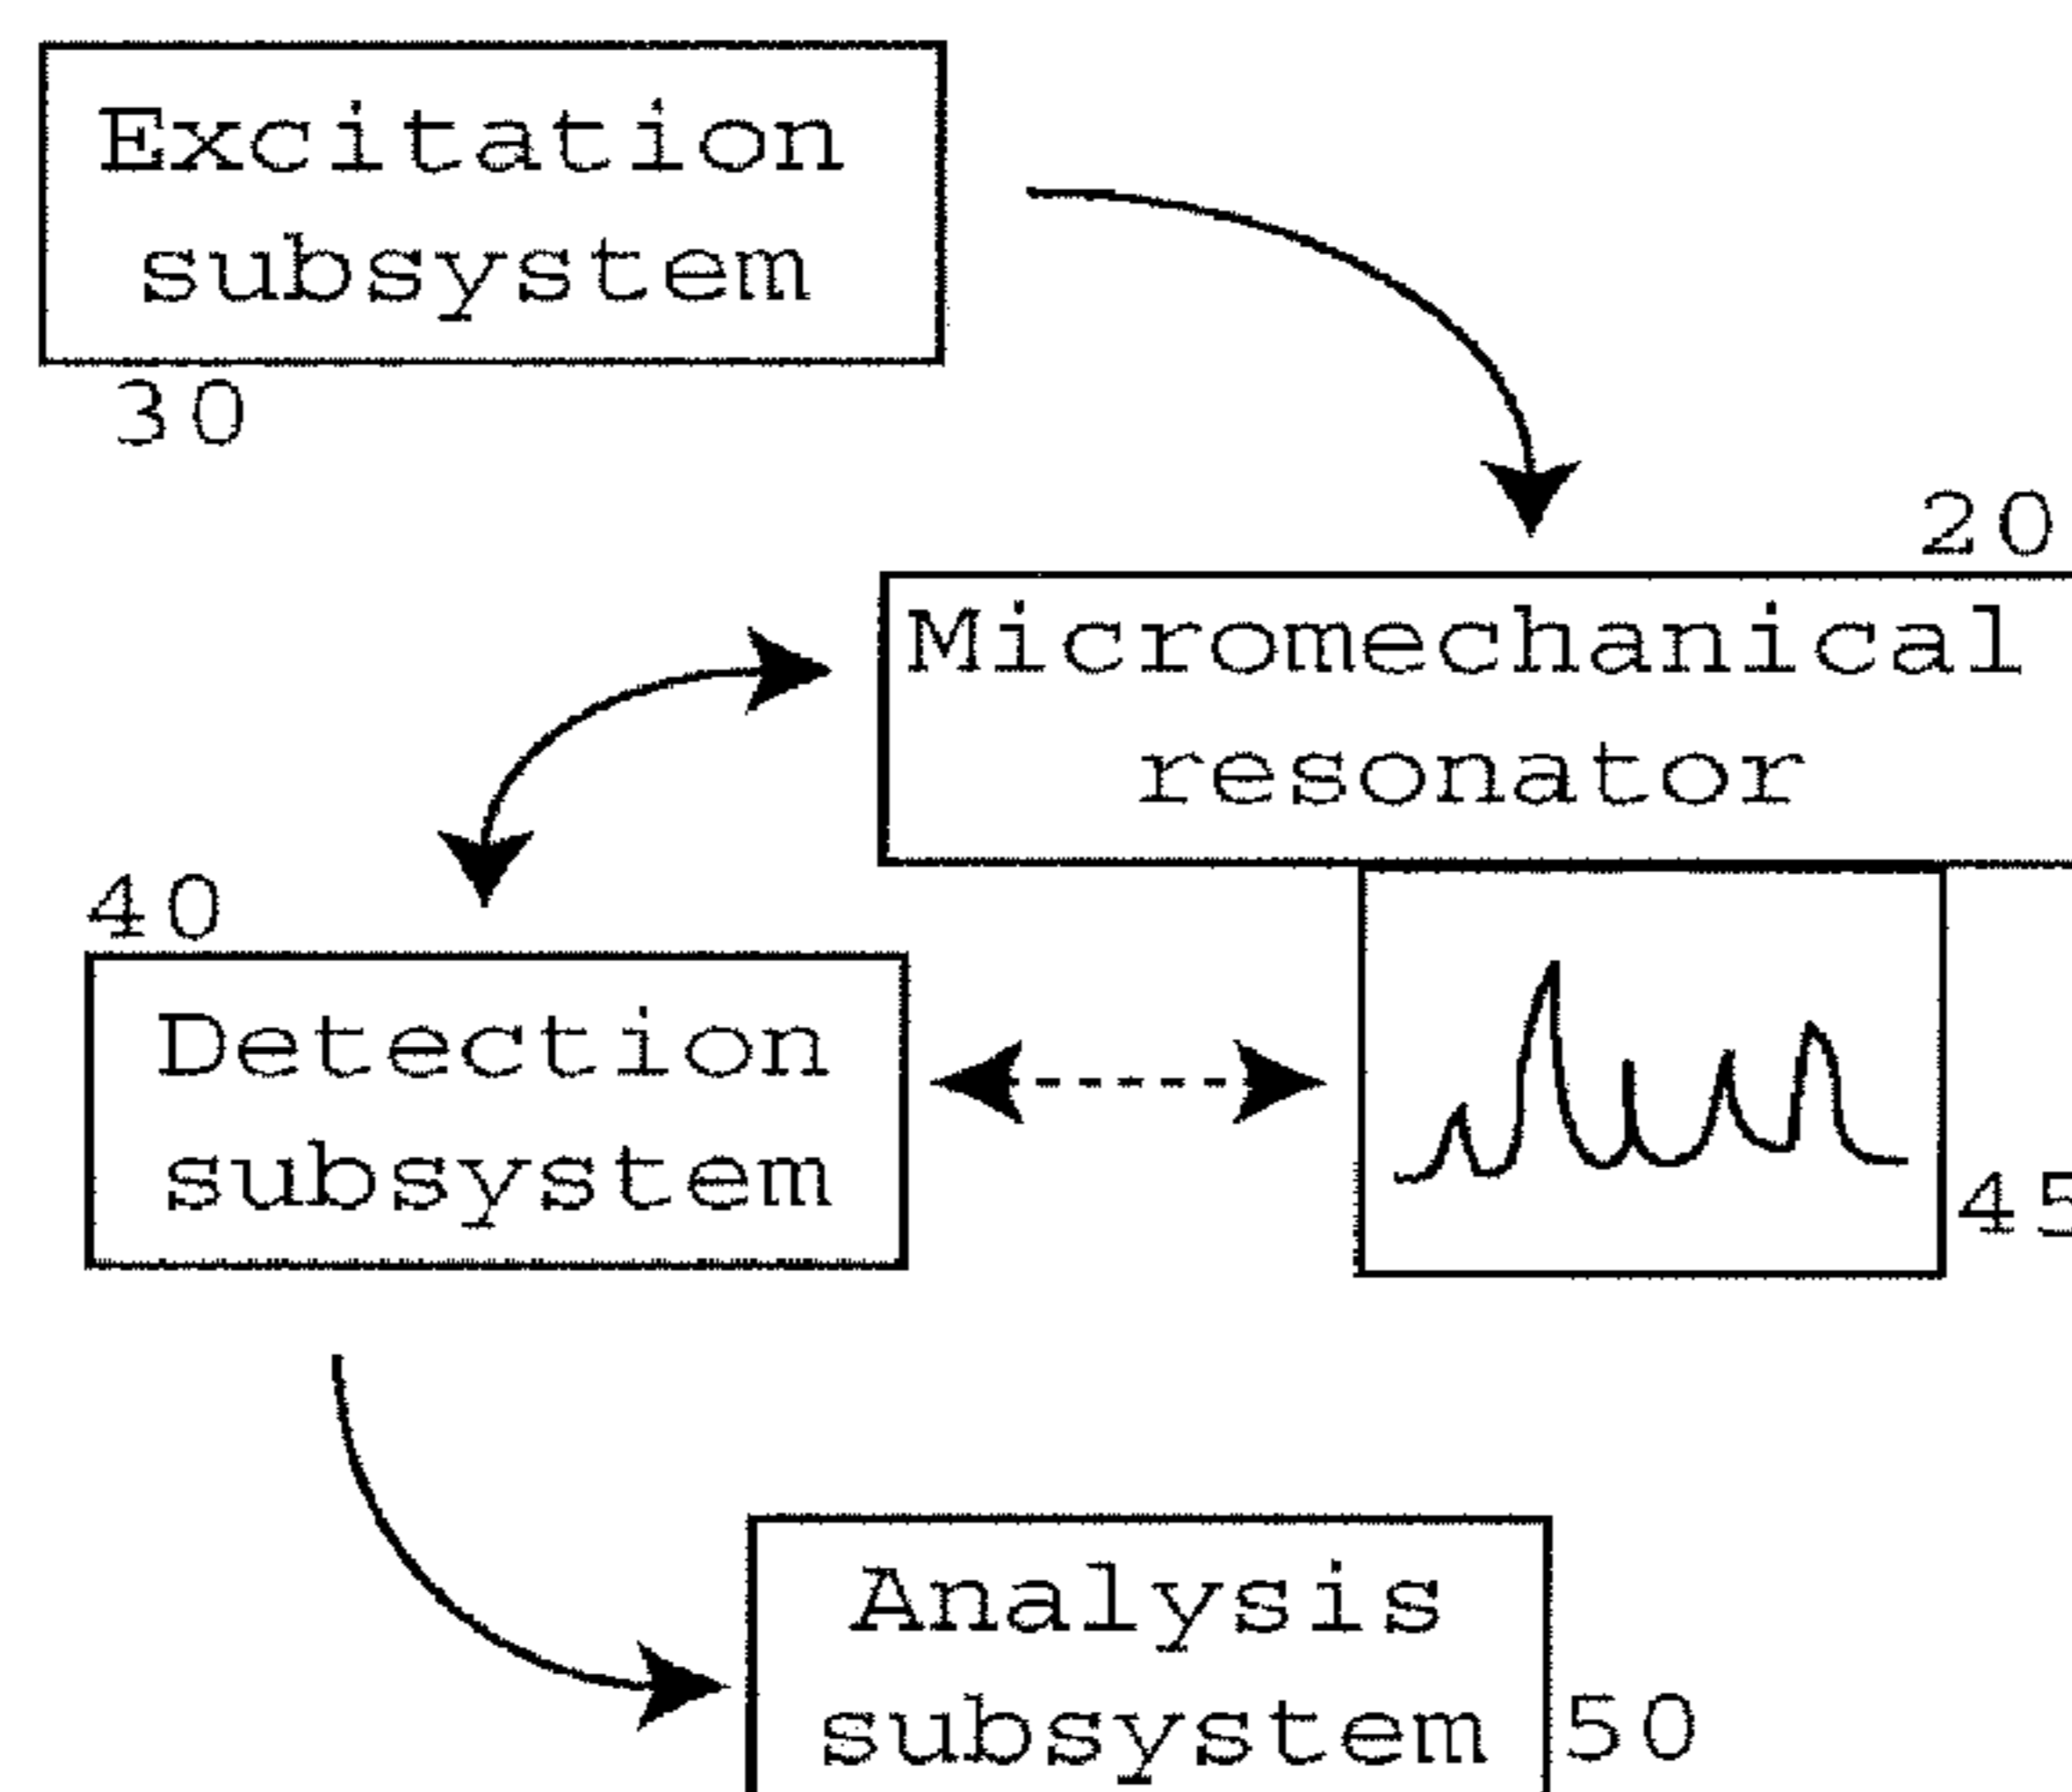 Excitation
subsystem
30
20
Micromechanical
resonator
40
Detection
subsystem
45
Analysis
subsystem
50